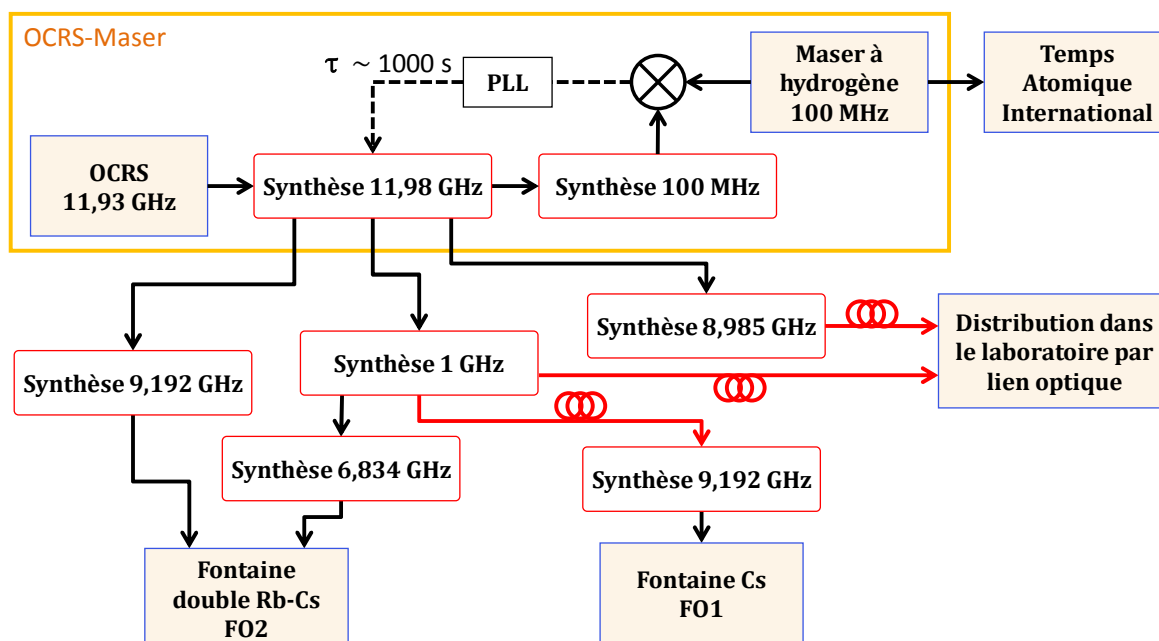 OCRS-Maser
τ ~ 1000 s
PLL
Maser à
hydrogène
100 MHz
Temps
Atomique
International
OCRS
11,93 GHz
Synthèse 11,98 GHz
Synthèse 100 MHz
Synthèse 8,985 GHz
Distribution dans
le laboratoire par
lien optique
Synthèse 9,192 GHz
Synthèse 1 GHz
Synthèse 6,834 GHz
Synthèse 9,192 GHz
Fontaine
double Rb-Cs
FO2
Fontaine Cs
FO1